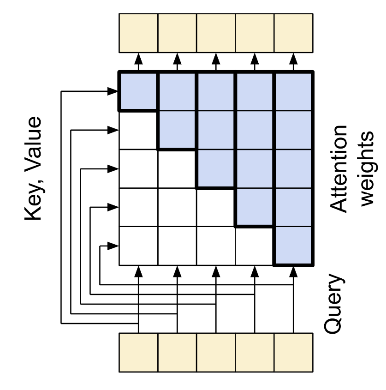 Key, Value
Attention
weights
Query